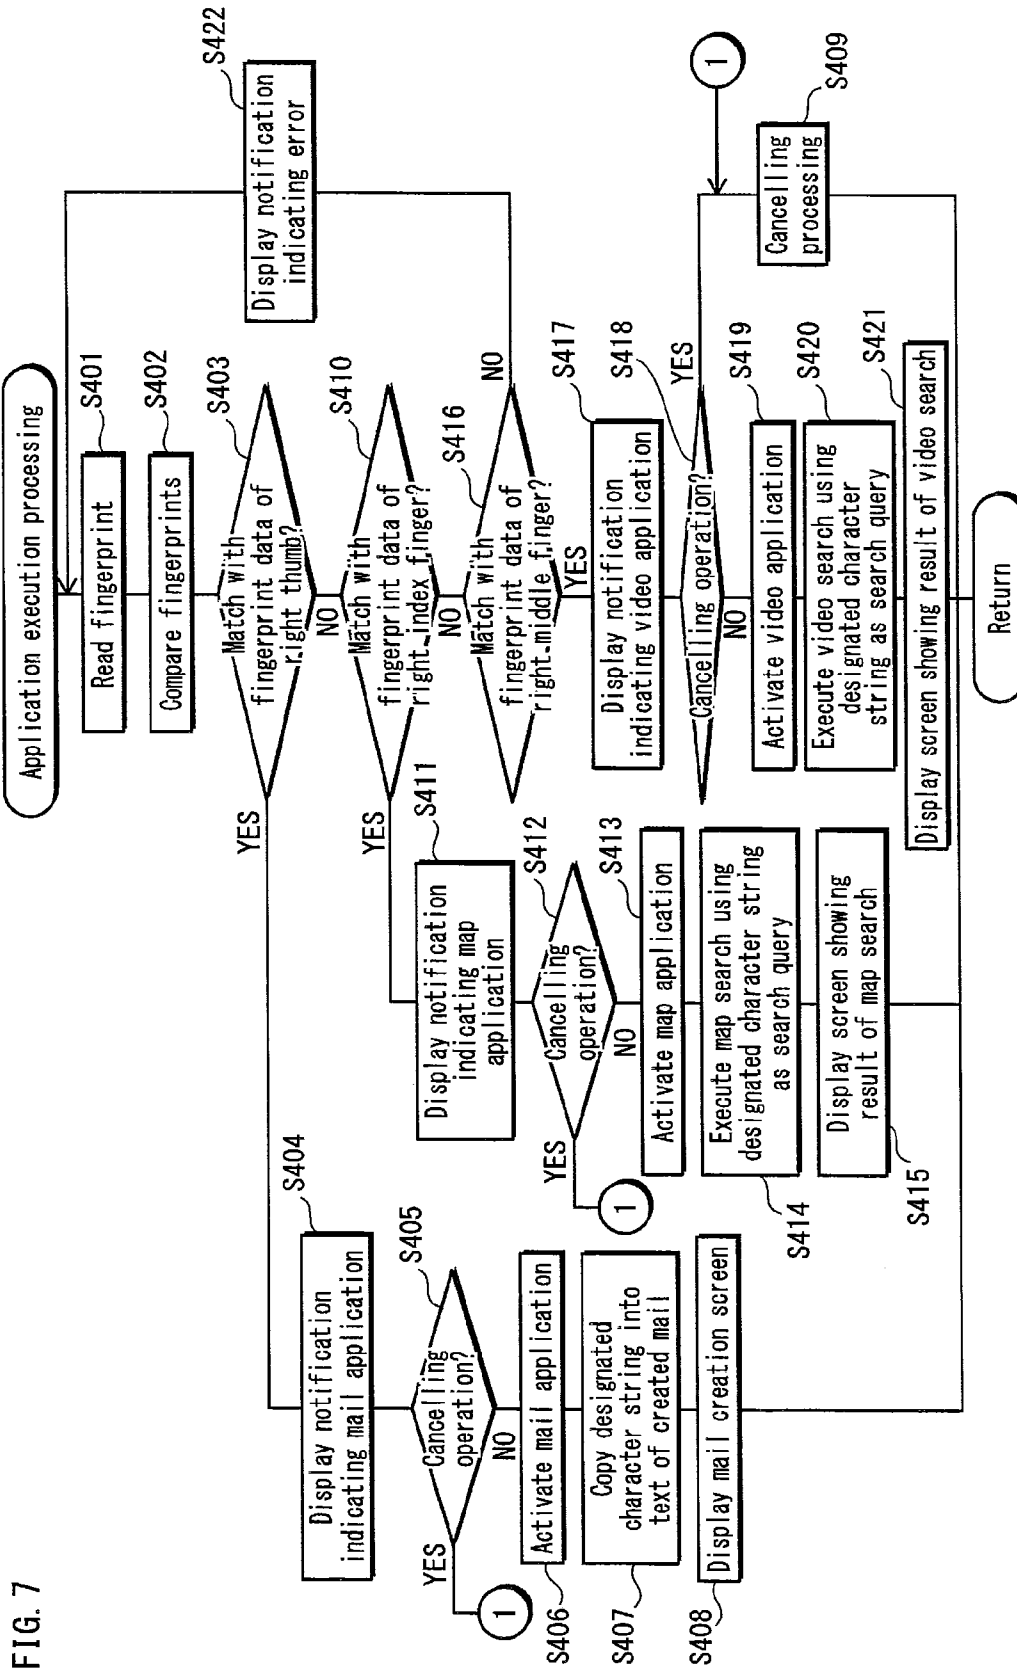 FIG. 7
Application execution processing
Read fingerprint
S401
Compare fingerprints
S402
Match with
fingerprint data of
right thumb?
S403
YES
NO
Display notification
indicating mail application
S404
Cancelling
operation?
S405
YES
1
NO
Activate mail application
S406
Copy designated
character string into
text of created mail
S407
Display mail creation screen
S408
Match with
fingerprint data of
right index finger?
S410
YES
NO
Display notification
indicating map
application
S411
Cancelling
operation?
S412
YES
1
NO
Activate map application
S413
Execute map search using
designated character string
as search query
S414
Display screen showing
result of map search
S415
Match with
fingerprint data of
right middle finger?
S416
NO
YES
Display notification
indicating error
S422
Display notification
indicating video application
S417
Cancelling operation?
S418
YES
NO
1
Cancelling
processing
S409
Activate video application
S419
Execute video search using
designated character
string as search query
S420
Display screen showing result of video search
S421
Return